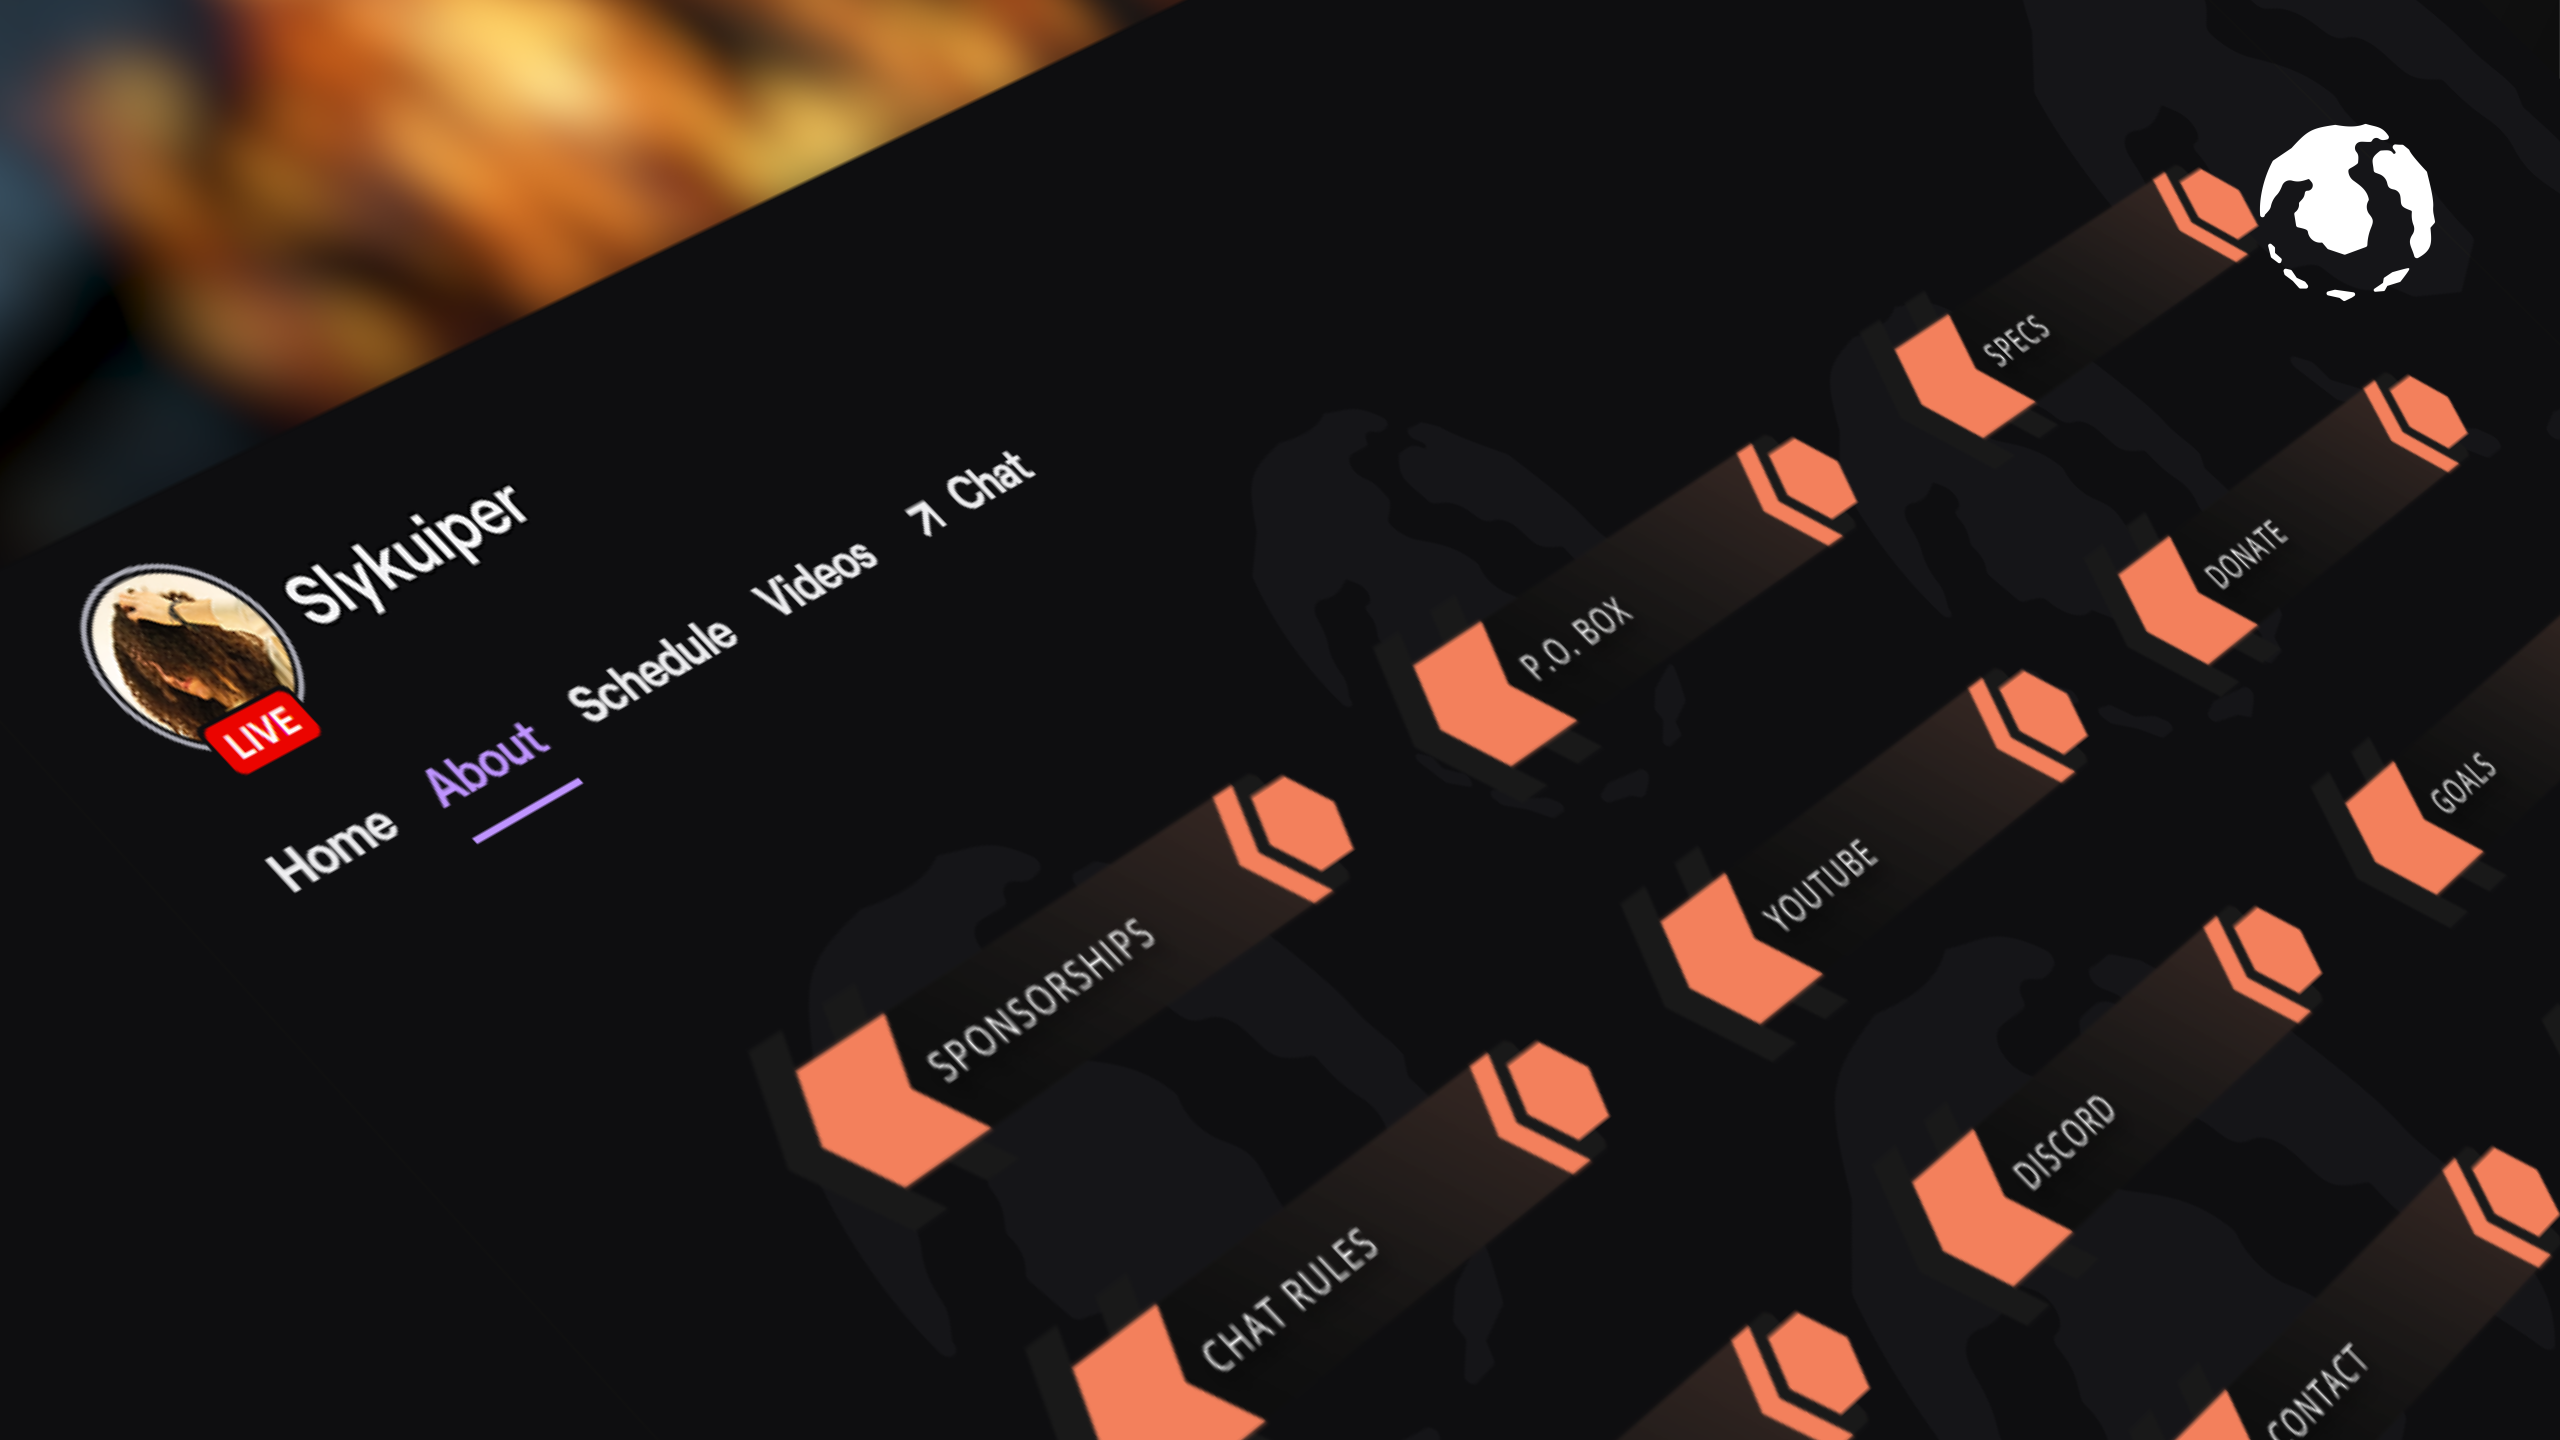 Slykuiper
LIVE
Home About Schedule Videos Chat
SPONSORSHIPS
P.O. BOX
SPECS
CHAT RULES
YOUTUBE
DONATE
DISCORD
GOALS
CONTACT